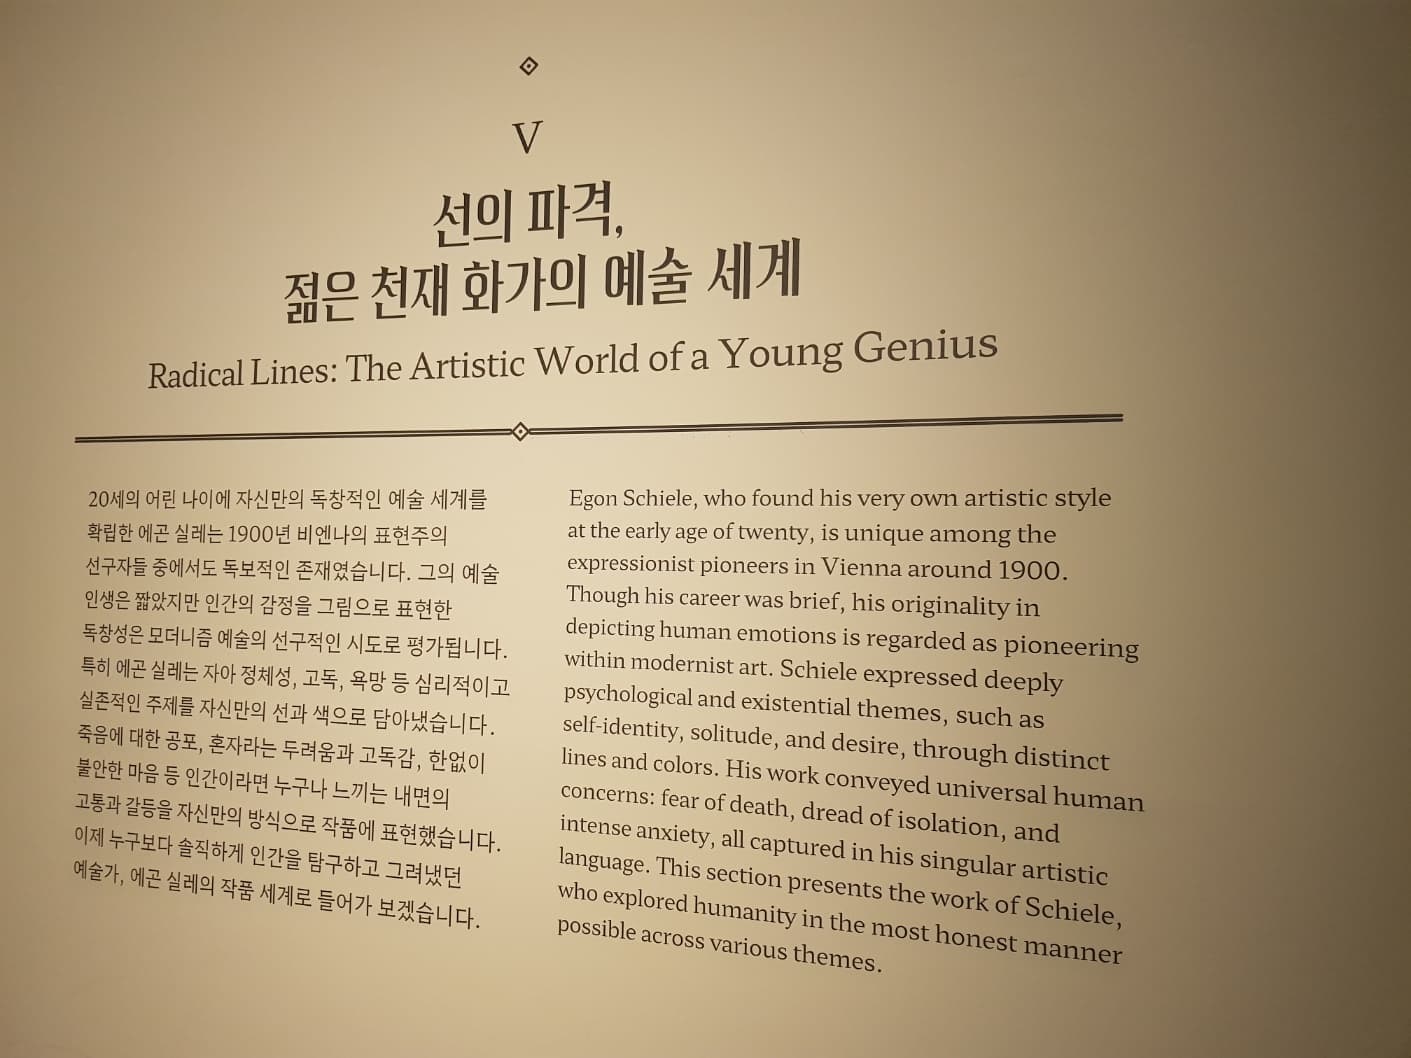 V
선의 파격,
젊은 천재 화가의 예술 세계
Radical Lines: The Artistic World of a Young Genius
20세의 어린 나이에 자신만의 독창적인 예술 세계를
확립한 에곤 실레는 1900년 비엔나의 표현주의
선구자들 중에서도 독보적인 존재였습니다. 그의 예술
인생은 짧았지만 인간의 감정을 그림으로 표현한
독창성은 모더니즘 예술의 선구적인 시도로 평가됩니다.
특히 에곤 실레는 자아 정체성, 고독, 욕망 등 심리적이고
실존적인 주제를 자신만의 선과 색으로 담아냈습니다.
죽음에 대한 공포, 혼자라는 두려움과 고독감, 한없이
불안한 마음 등 인간이라면 누구나 느끼는 내면의
고통과 갈등을 자신만의 방식으로 작품에 표현했습니다.
이제 누구보다 솔직하게 인간을 탐구하고 그려냈던
예술가, 에곤 실레의 작품 세계로 들어가 보겠습니다.
Egon Schiele, who found his very own artistic style
at the early age of twenty, is unique among the
expressionist pioneers in Vienna around 1900.
Though his career was brief, his originality in
depicting human emotions is regarded as pioneering
within modernist art. Schiele expressed deeply
psychological and existential themes, such as
self-identity, solitude, and desire, through distinct
lines and colors. His work conveyed universal human
concerns: fear of death, dread of isolation, and
intense anxiety, all captured in his singular artistic
language. This section presents the work of Schiele,
who explored humanity in the most honest manner
possible across various themes.